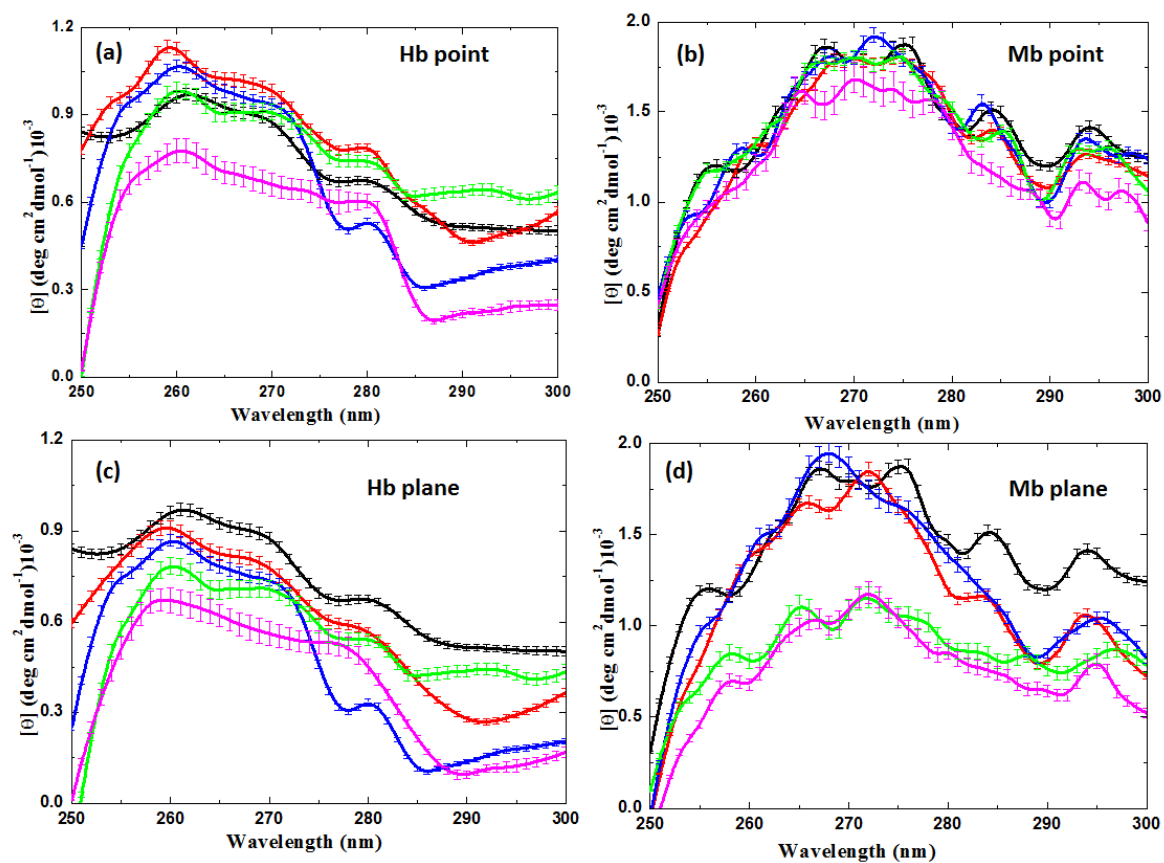 (a) Hb point
[θ] (deg cm²dmol⁻¹)10⁻³
1.2
0.9
0.6
0.3
0.0
250 260 270 280 290 300
Wavelength (nm)
(b) Mb point
[θ] (deg cm²dmol⁻¹)10⁻³
2.0
1.5
1.0
0.5
0.0
250 260 270 280 290 300
Wavelength (nm)
(c) Hb plane
[θ] (deg cm²dmol⁻¹)10⁻³
1.2
0.9
0.6
0.3
0.0
250 260 270 280 290 300
Wavelength (nm)
(d) Mb plane
[θ] (deg cm²dmol⁻¹)10⁻³
2.0
1.5
1.0
0.5
0.0
250 260 270 280 290 300
Wavelength (nm)